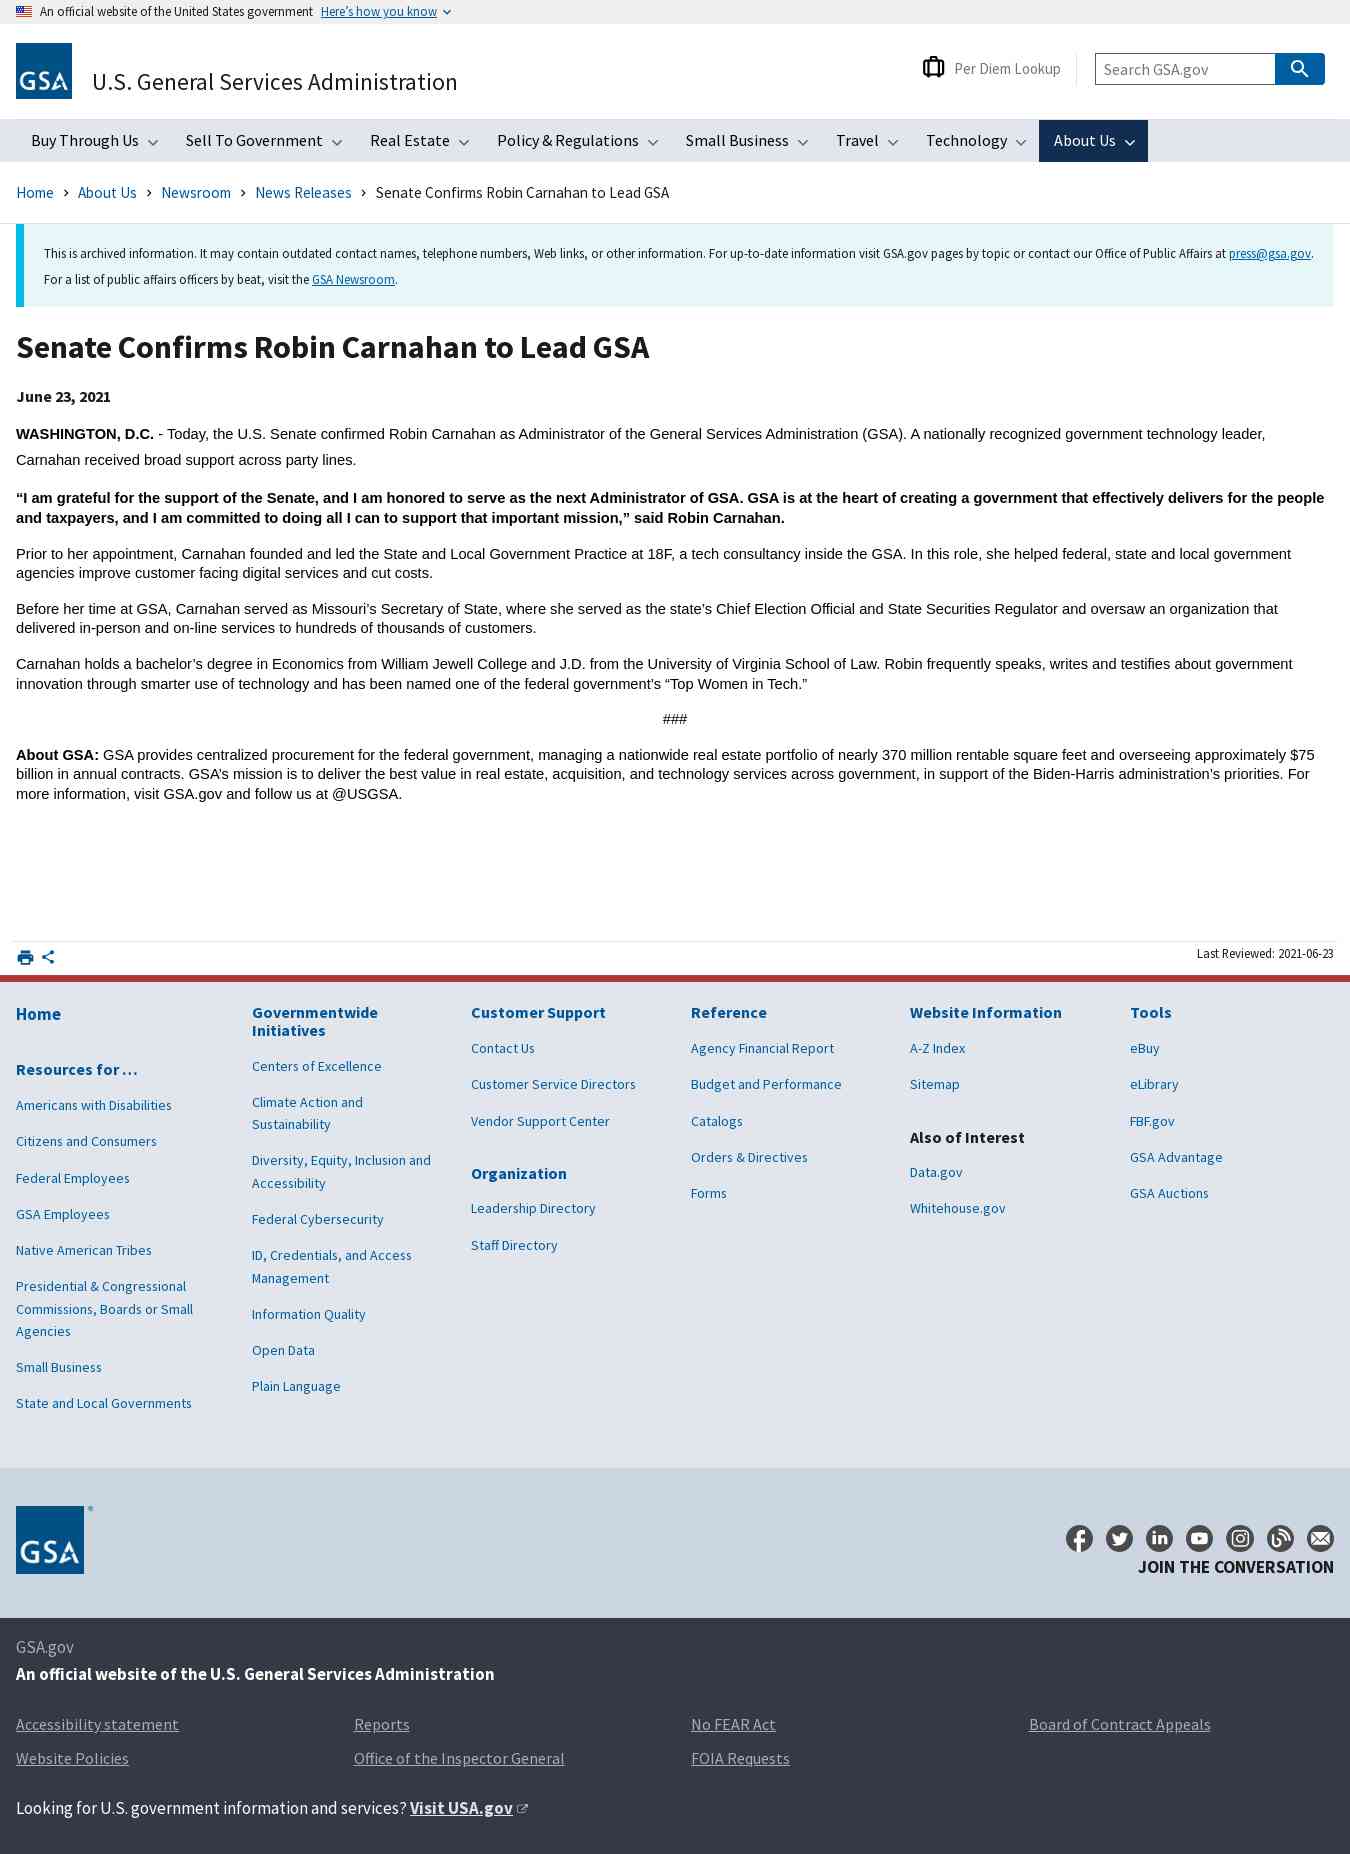 An official website of the United States government Here's how you know
GSA
U.S. General Services Administration
Per Diem Lookup
Search GSA.gov
Buy Through Us Sell To Government Real Estate Policy & Regulations Small Business Travel Technology About Us
Home > About Us > Newsroom > News Releases > Senate Confirms Robin Carnahan to Lead GSA
This is archived information. It may contain outdated contact names, telephone numbers, Web links, or other information. For up-to-date information visit GSA.gov pages by topic or contact our Office of Public Affairs at press@gsa.gov.
For a list of public affairs officers by beat, visit the GSA Newsroom.
Senate Confirms Robin Carnahan to Lead GSA
June 23, 2021
WASHINGTON, D.C. - Today, the U.S. Senate confirmed Robin Carnahan as Administrator of the General Services Administration (GSA). A nationally recognized government technology leader,
Carnahan received broad support across party lines.
“I am grateful for the support of the Senate, and I am honored to serve as the next Administrator of GSA. GSA is at the heart of creating a government that effectively delivers for the people
and taxpayers, and I am committed to doing all I can to support that important mission,” said Robin Carnahan.
Prior to her appointment, Carnahan founded and led the State and Local Government Practice at 18F, a tech consultancy inside the GSA. In this role, she helped federal, state and local government
agencies improve customer facing digital services and cut costs.
Before her time at GSA, Carnahan served as Missouri’s Secretary of State, where she served as the state’s Chief Election Official and State Securities Regulator and oversaw an organization that
delivered in-person and on-line services to hundreds of thousands of customers.
Carnahan holds a bachelor’s degree in Economics from William Jewell College and J.D. from the University of Virginia School of Law. Robin frequently speaks, writes and testifies about government
innovation through smarter use of technology and has been named one of the federal government’s “Top Women in Tech.”
###
About GSA: GSA provides centralized procurement for the federal government, managing a nationwide real estate portfolio of nearly 370 million rentable square feet and overseeing approximately $75
billion in annual contracts. GSA’s mission is to deliver the best value in real estate, acquisition, and technology services across government, in support of the Biden-Harris administration’s priorities. For
more information, visit GSA.gov and follow us at @USGSA.
Last Reviewed: 2021-06-23
Home
Resources for …
Americans with Disabilities
Citizens and Consumers
Federal Employees
GSA Employees
Native American Tribes
Presidential & Congressional
Commissions, Boards or Small
Agencies
Small Business
State and Local Governments
Governmentwide
Initiatives
Centers of Excellence
Climate Action and
Sustainability
Diversity, Equity, Inclusion and
Accessibility
Federal Cybersecurity
ID, Credentials, and Access
Management
Information Quality
Open Data
Plain Language
Customer Support
Contact Us
Customer Service Directors
Vendor Support Center
Organization
Leadership Directory
Staff Directory
Reference
Agency Financial Report
Budget and Performance
Catalogs
Orders & Directives
Forms
Website Information
A-Z Index
Sitemap
Also of Interest
Data.gov
Whitehouse.gov
Tools
eBuy
eLibrary
FBF.gov
GSA Advantage
GSA Auctions
GSA
JOIN THE CONVERSATION
GSA.gov
An official website of the U.S. General Services Administration
Accessibility statement Reports No FEAR Act Board of Contract Appeals
Website Policies Office of the Inspector General FOIA Requests
Looking for U.S. government information and services? Visit USA.gov